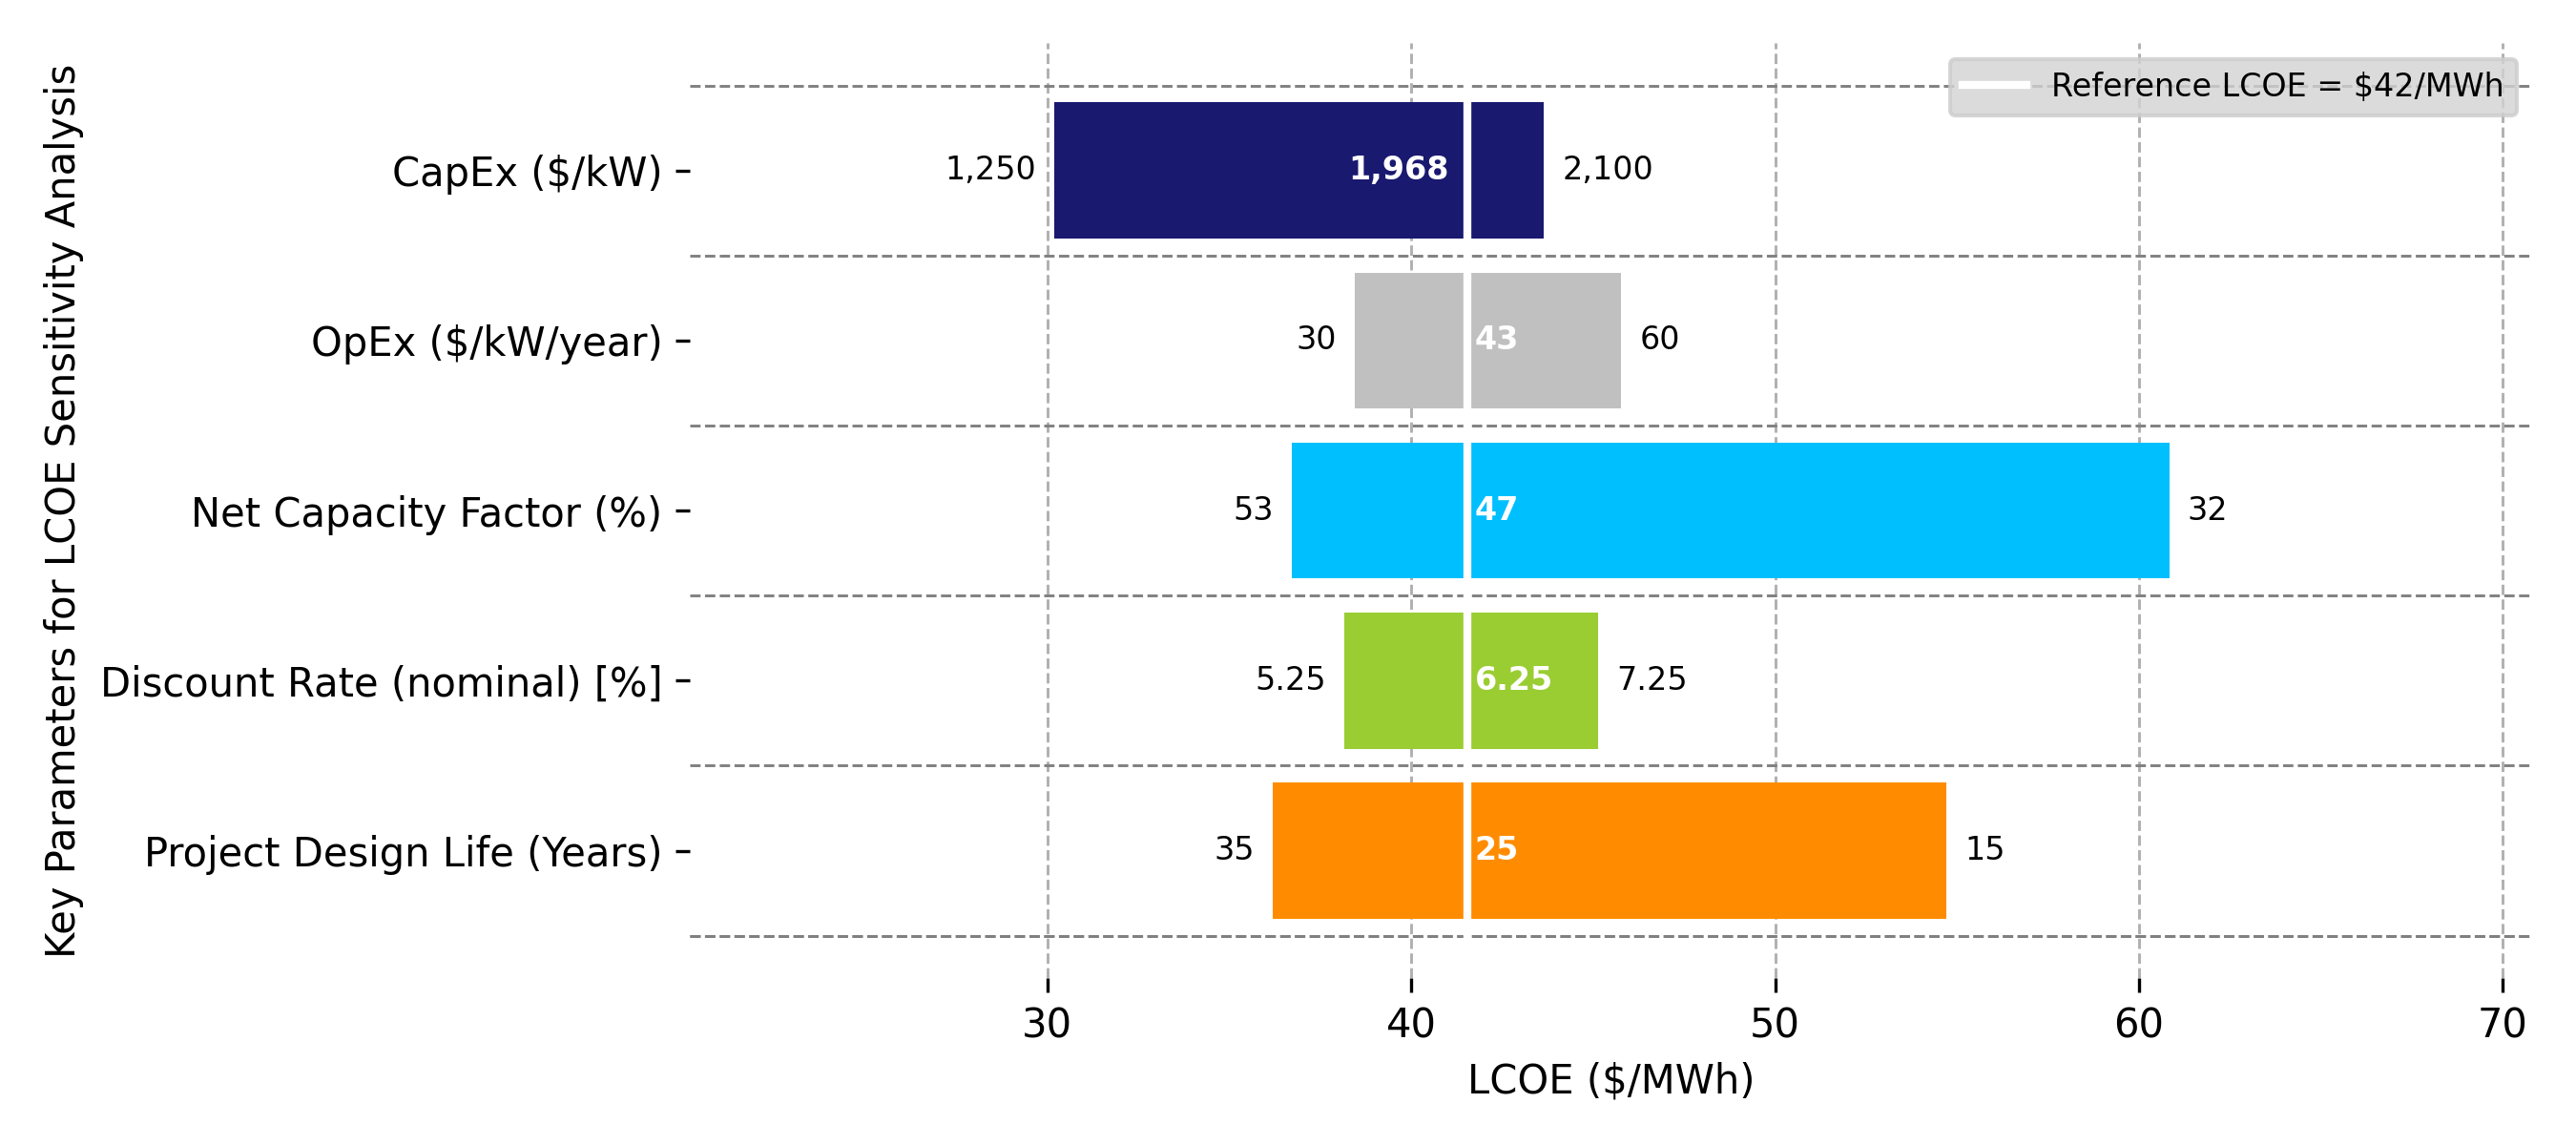 Key Parameters for LCOE Sensitivity Analysis
Reference LCOE = $42/MWh
CapEx ($/kW)
1,250
1,968
2,100
OpEx ($/kW/year)
30
43
60
Net Capacity Factor (%)
53
47
32
Discount Rate (nominal) [%]
5.25
6.25
7.25
Project Design Life (Years)
35
25
15
30
40
50
60
70
LCOE ($/MWh)